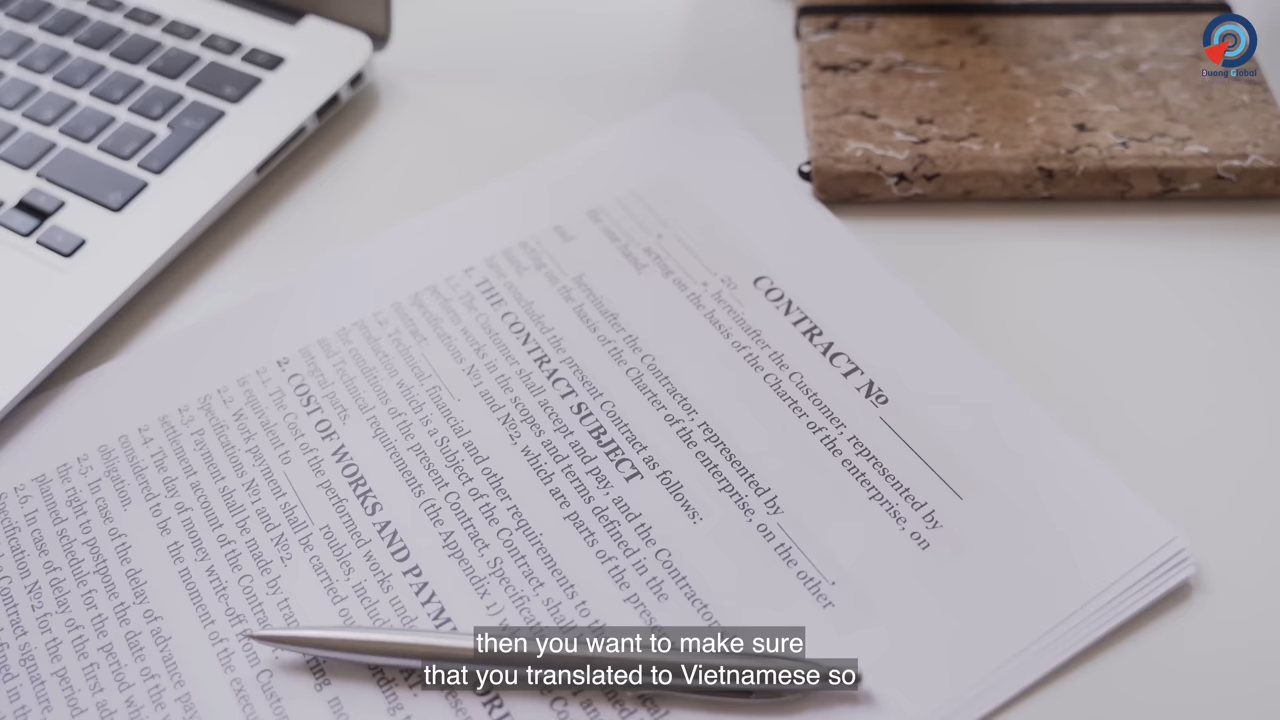 Duong Global
CONTRACT №
20
hereinafter the Customer, represented by
acting on the basis of the Charter of the enterprise, on
the one hand,
and
hereinafter the Contractor, represented by
acting on the basis of the Charter of the enterprise, on the other
hand,
have concluded the present Contract as follows:
1. THE CONTRACT SUBJECT
1.1. The Customer shall accept and pay, and the Contractor
perform works in the scopes and terms defined in the
Specifications №1 and №2, which are parts of the
contract.
1.2. Technical, financial and other requirements to the
production which is a Subject of the Contract, shall
the conditions of the present Contract,
and Technical requirements (the Appendix 1)
integral parts.
2. COST OF WORKS AND
2.1. The Cost of the performed works
is equivalent to roubles,
2.2. Work payment shall be carried
Specifications №1 and №2.
2.3. Payment shall be made by
settlement account of the
2.4. The day of money write-off from
considered to be the moment of the
obligation.
2.5. In case of the delay of advance
the right to postpone the date of the
planned schedule for the period
2.6. In case of delay of the first
Specification №2 for the period
Contract signature.
then you want to make sure
that you translated to Vietnamese so